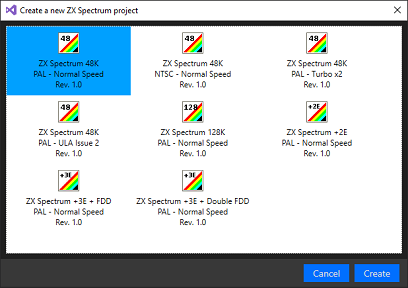 Create a new ZX Spectrum project
48
ZX Spectrum 48K
PAL - Normal Speed
Rev. 1.0
48
ZX Spectrum 48K
NTSC - Normal Speed
Rev. 1.0
48
ZX Spectrum 48K
PAL - Turbo x2
Rev. 1.0
48
ZX Spectrum 48K
PAL - ULA Issue 2
Rev. 1.0
128
ZX Spectrum 128K
PAL - Normal Speed
Rev. 1.0
+2E
ZX Spectrum +2E
PAL - Normal Speed
Rev. 1.0
+3E
ZX Spectrum +3E + FDD
PAL - Normal Speed
Rev. 1.0
+3E
ZX Spectrum +3E + Double FDD
PAL - Normal Speed
Rev. 1.0
Cancel
Create